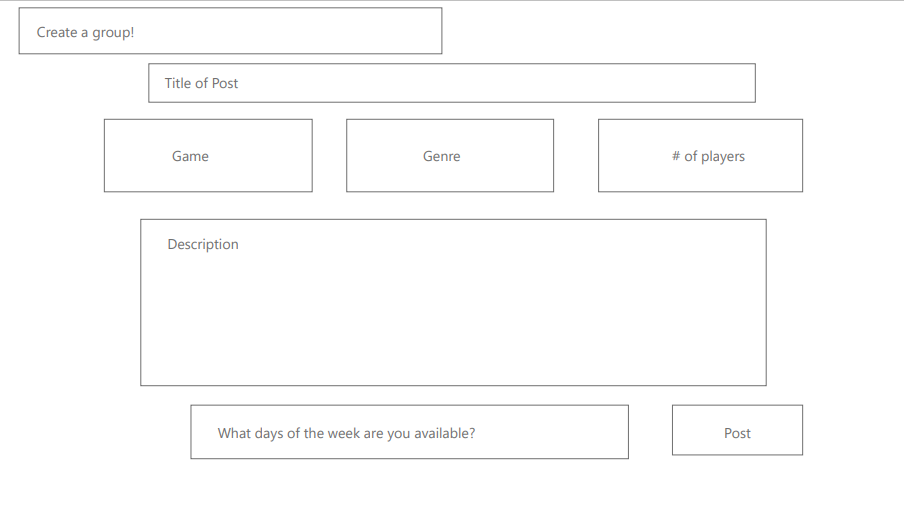 Create a group!
Title of Post
Game
Genre
# of players
Description
What days of the week are you available?
Post